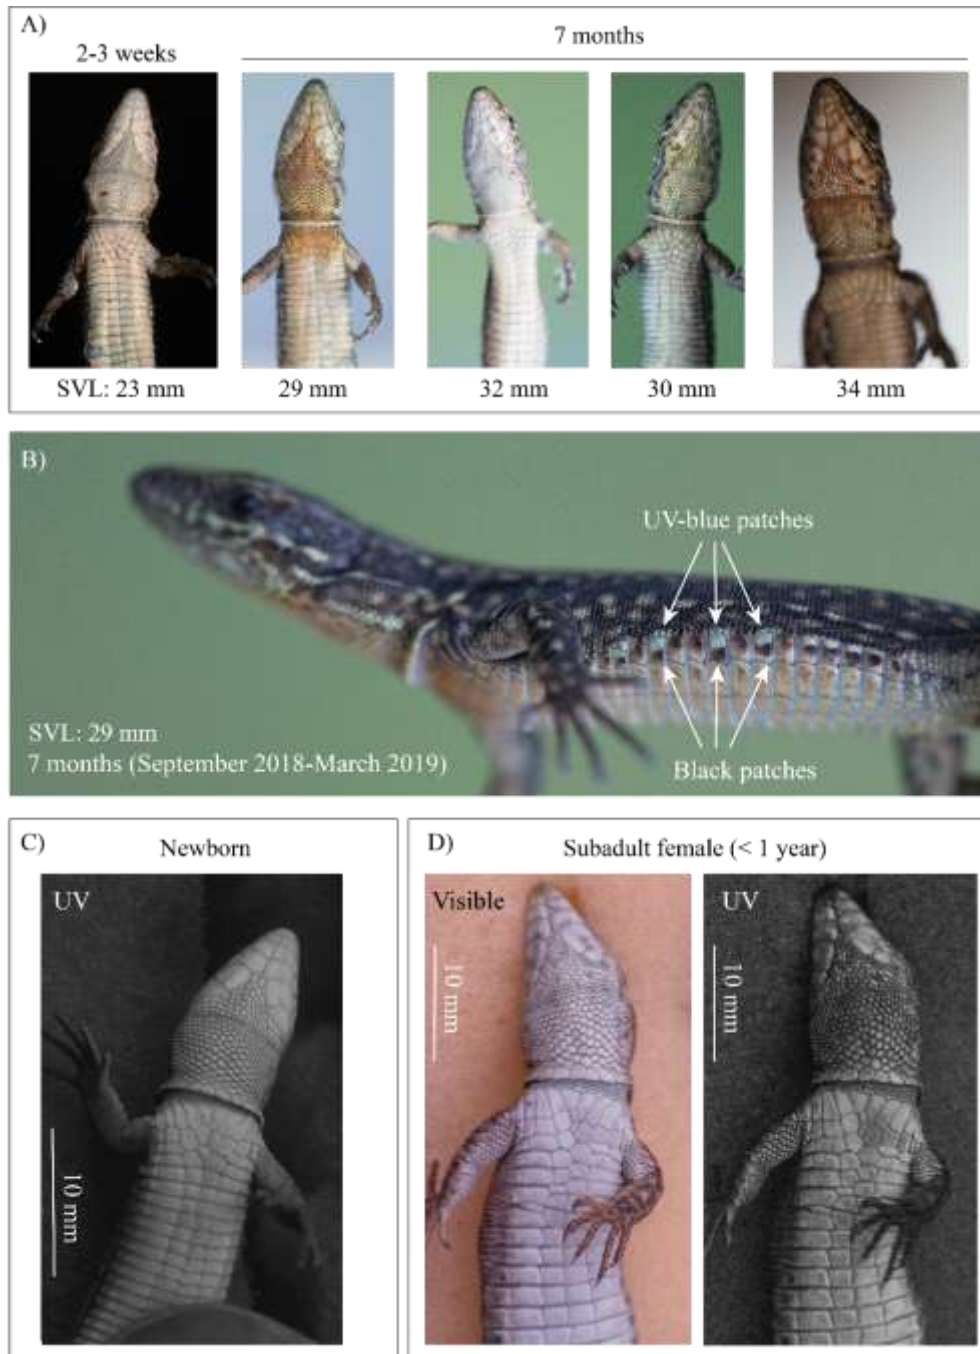 A)
2-3 weeks
7 months
SVL: 23 mm
29 mm
32 mm
30 mm
34 mm
B)
UV-blue patches
SVL: 29 mm
7 months (September 2018-March 2019)
Black patches
C)
Newborn
UV
10 mm
D)
Subadult female (< 1 year)
Visible
10 mm
UV
10 mm